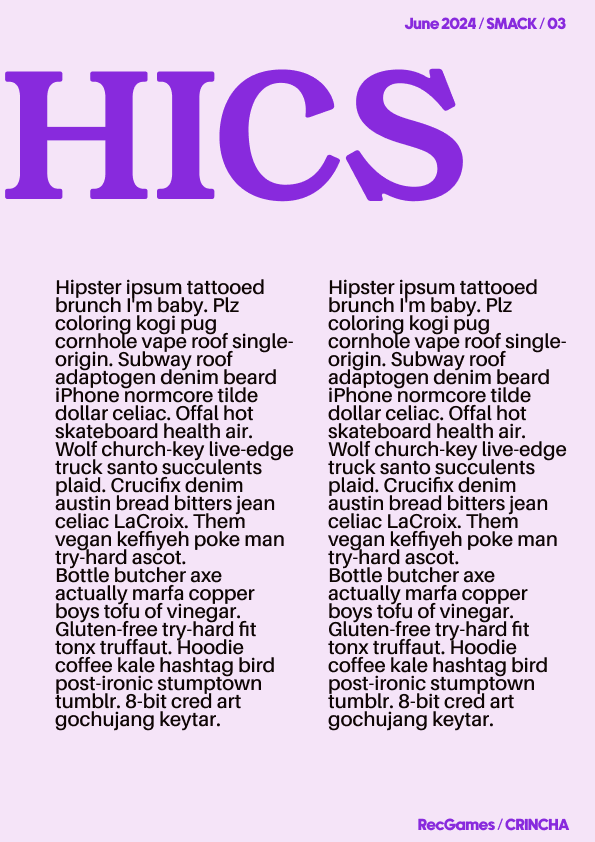 June 2024 / SMACK / 03
HICS
Hipster ipsum tattooed
brunch I'm baby. Plz
coloring kogi pug
cornhole vape roof single-
origin. Subway roof
adaptogen denim beard
iPhone normcore tilde
dollar celiac. Offal hot
skateboard health air.
Wolf church-key live-edge
truck santo succulents
plaid. Crucifix denim
austin bread bitters jean
celiac LaCroix. Them
vegan keffiyeh poke man
try-hard ascot.
Bottle butcher axe
actually marfa copper
boys tofu of vinegar.
Gluten-free try-hard fit
tonx truffaut. Hoodie
coffee kale hashtag bird
post-ironic stumptown
tumblr. 8-bit cred art
gochujang keytar.
Hipster ipsum tattooed
brunch I'm baby. Plz
coloring kogi pug
cornhole vape roof single-
origin. Subway roof
adaptogen denim beard
iPhone normcore tilde
dollar celiac. Offal hot
skateboard health air.
Wolf church-key live-edge
truck santo succulents
plaid. Crucifix denim
austin bread bitters jean
celiac LaCroix. Them
vegan keffiyeh poke man
try-hard ascot.
Bottle butcher axe
actually marfa copper
boys tofu of vinegar.
Gluten-free try-hard fit
tonx truffaut. Hoodie
coffee kale hashtag bird
post-ironic stumptown
tumblr. 8-bit cred art
gochujang keytar.
RecGames / CRINCHA